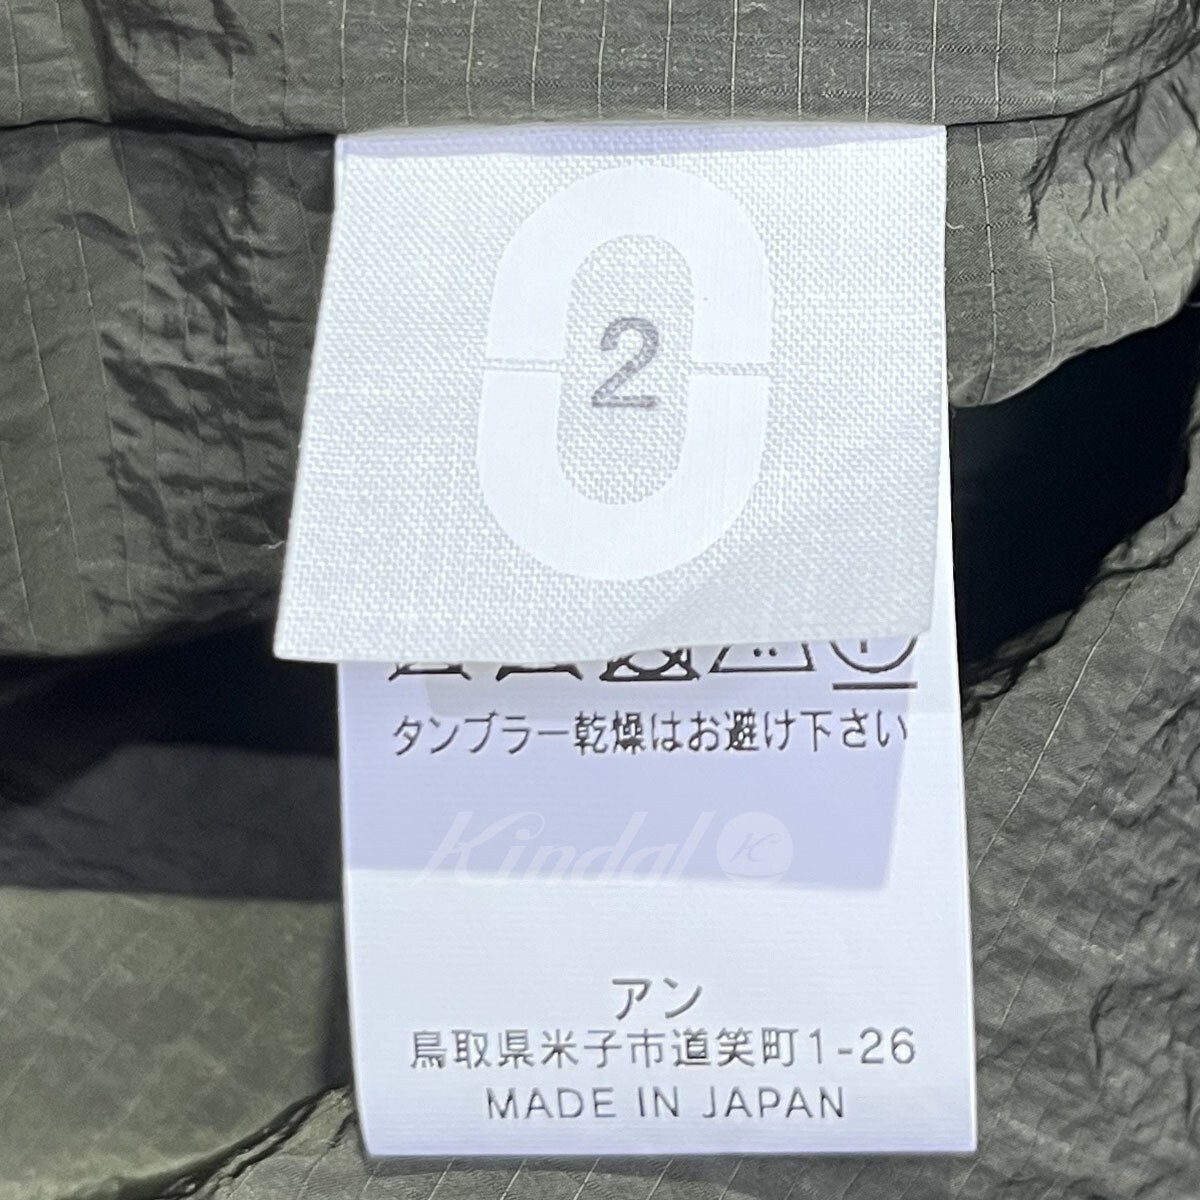 2
タンブラー乾燥はお避け下さい
Kindal K
アン
鳥取県米子市道笑町1-26
MADE IN JAPAN